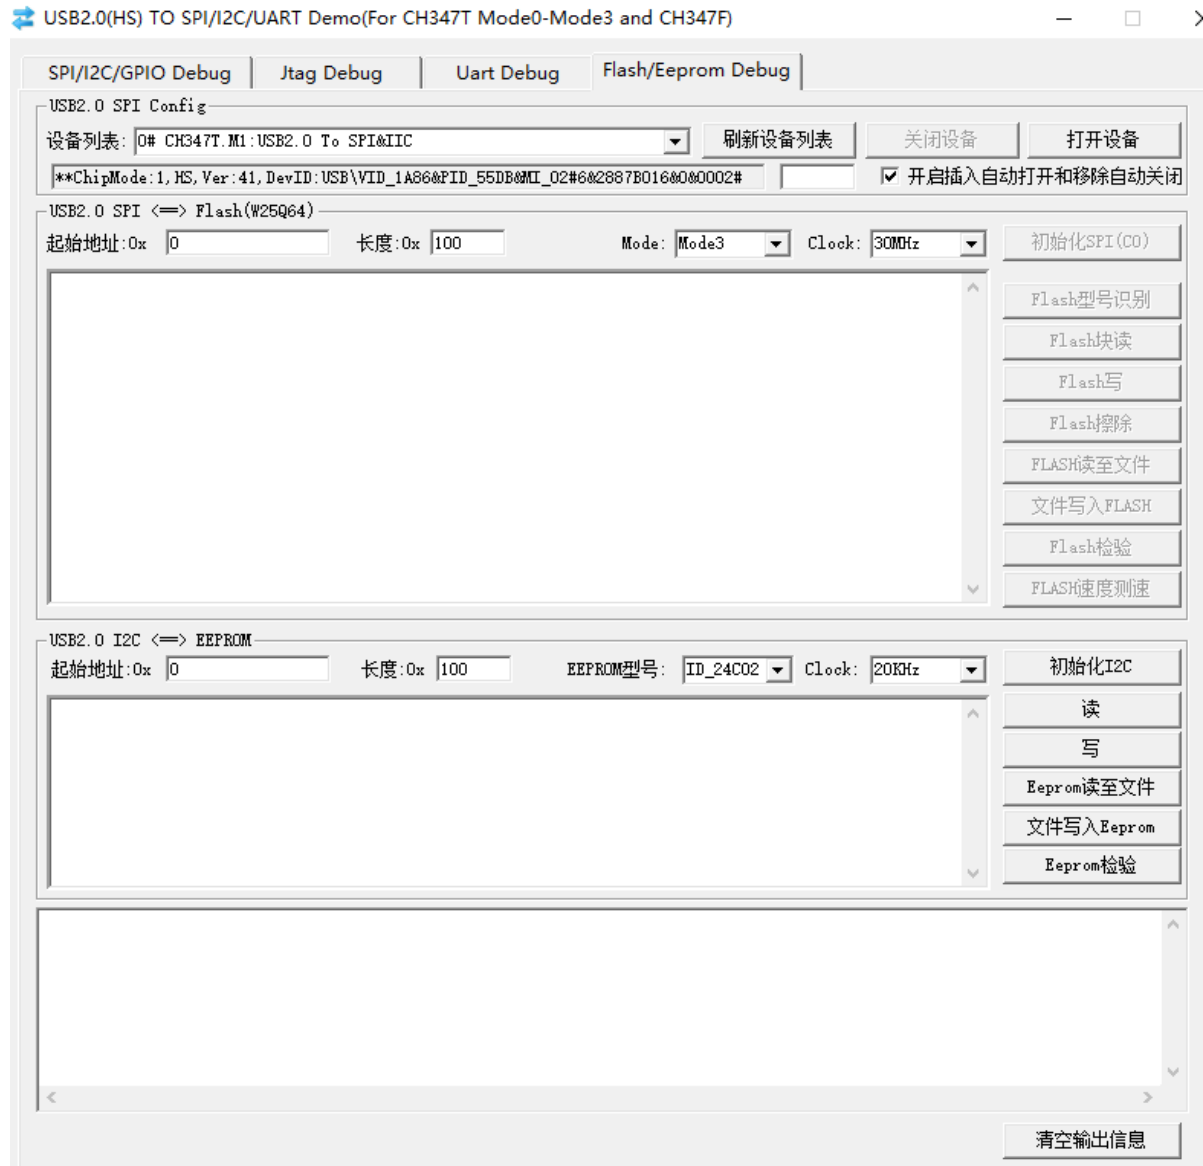 USB2.0(HS) TO SPI/I2C/UART Demo(For CH347T Mode0-Mode3 and CH347F)
SPI/I2C/GPIO Debug Jtag Debug Uart Debug Flash/Eeprom Debug
USB2.0 SPI Config
设备列表: 0# CH347T.M1:USB2.0 To SPI&IIC 刷新设备列表 关闭设备 打开设备
**ChipMode:1,HS,Ver:41,DevID:USB\VID_1A86&PID_55DB&MI_02#6&2887B016&0&0002# 开启插入自动打开和移除自动关闭
USB2.0 SPI <==> Flash(W25Q64)
起始地址:0x 0 长度:0x 100 Mode: Mode3 Clock: 30MHz 初始化SPI(C0)
Flash型号识别
Flash块读
Flash写
Flash擦除
FLASH读至文件
文件写入FLASH
Flash检验
FLASH速度测速
USB2.0 I2C <==> EEPROM
起始地址:0x 0 长度:0x 100 EEPROM型号: ID_24C02 Clock: 20KHz 初始化I2C
读
写
Eeprom读至文件
文件写入Eeprom
Eeprom检验
清空输出信息